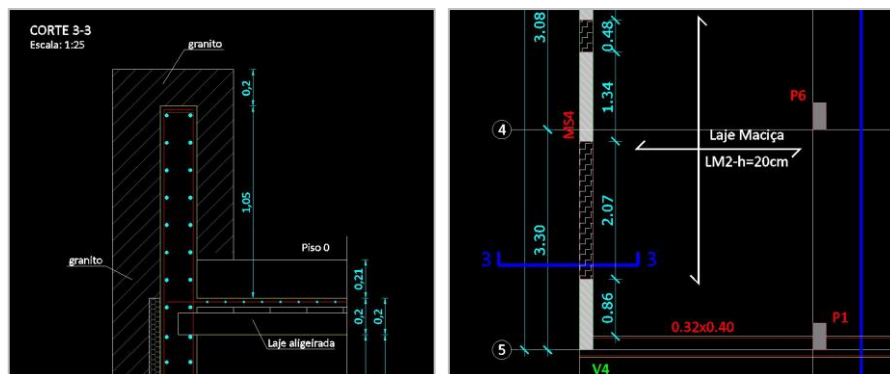 CORTE 3-3
Escala: 1:25
granito
0,2
1,05
Piso 0
granito
0,21
0,2
0,2
Laje aligeirada
3.08
0.48
1.34
MS4
P6
4
Laje Maciça
LM2-h=20cm
2.07
3.30
3
3
0.86
0.32x0.40
P1
5
V4